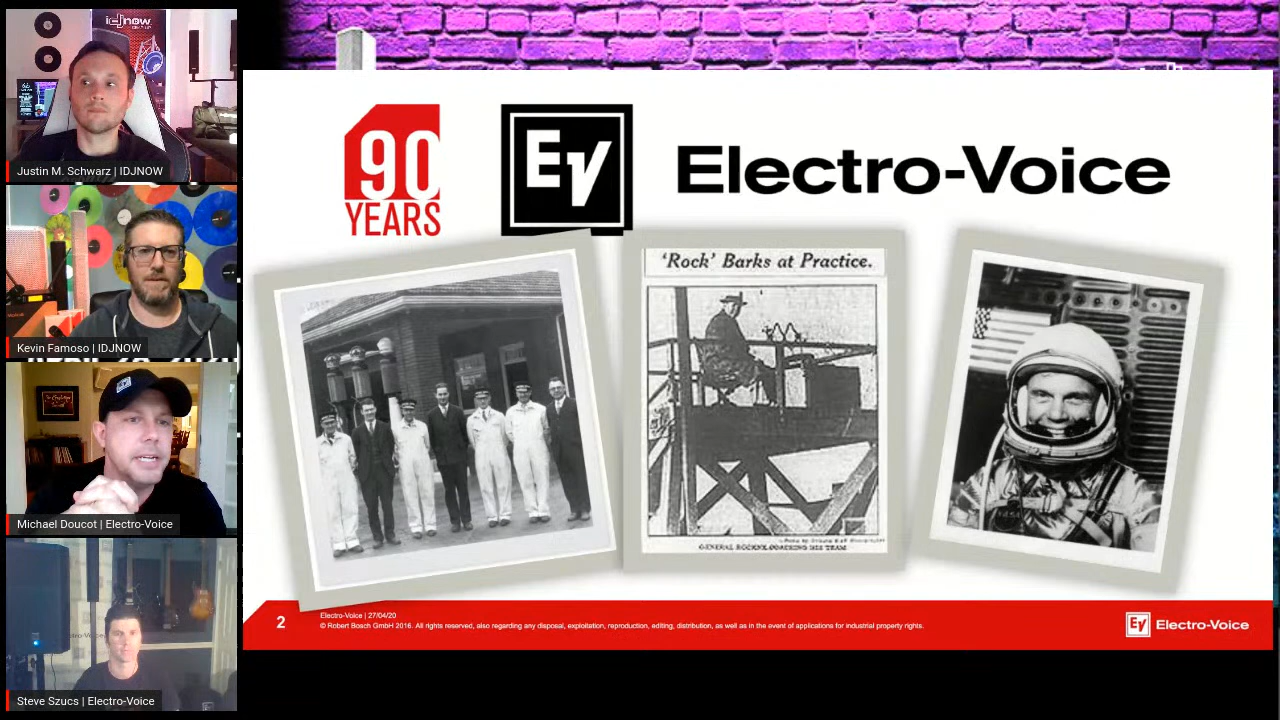 idjnow
Justin M. Schwarz | IDJNOW
Kevin Famoso | IDJNOW
Michael Doucot | Electro-Voice
Steve Szucs | Electro-Voice
90
YEARS
EV
Electro-Voice
'Rock' Barks at Practice.
2
Electro-Voice | 27/04/20
© Robert Bosch GmbH 2016. All rights reserved, also regarding any disposal, exploitation, reproduction, editing, distribution, as well as in the event of applications for industrial property rights.
EV Electro-Voice